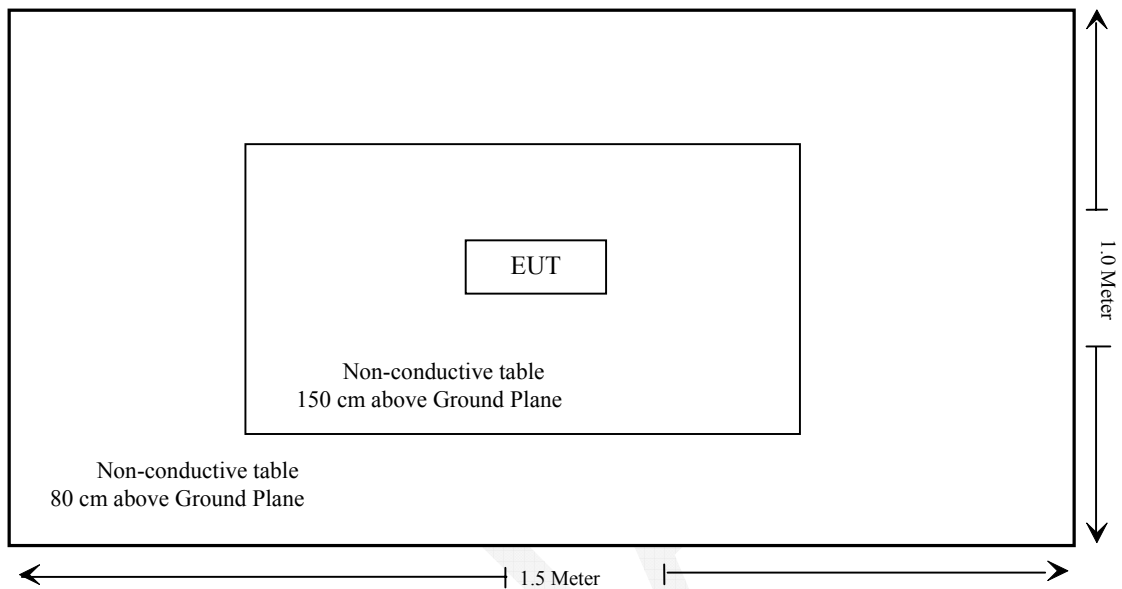 EUT
Non-conductive table
150 cm above Ground Plane
Non-conductive table
80 cm above Ground Plane
1.0 Meter
1.5 Meter